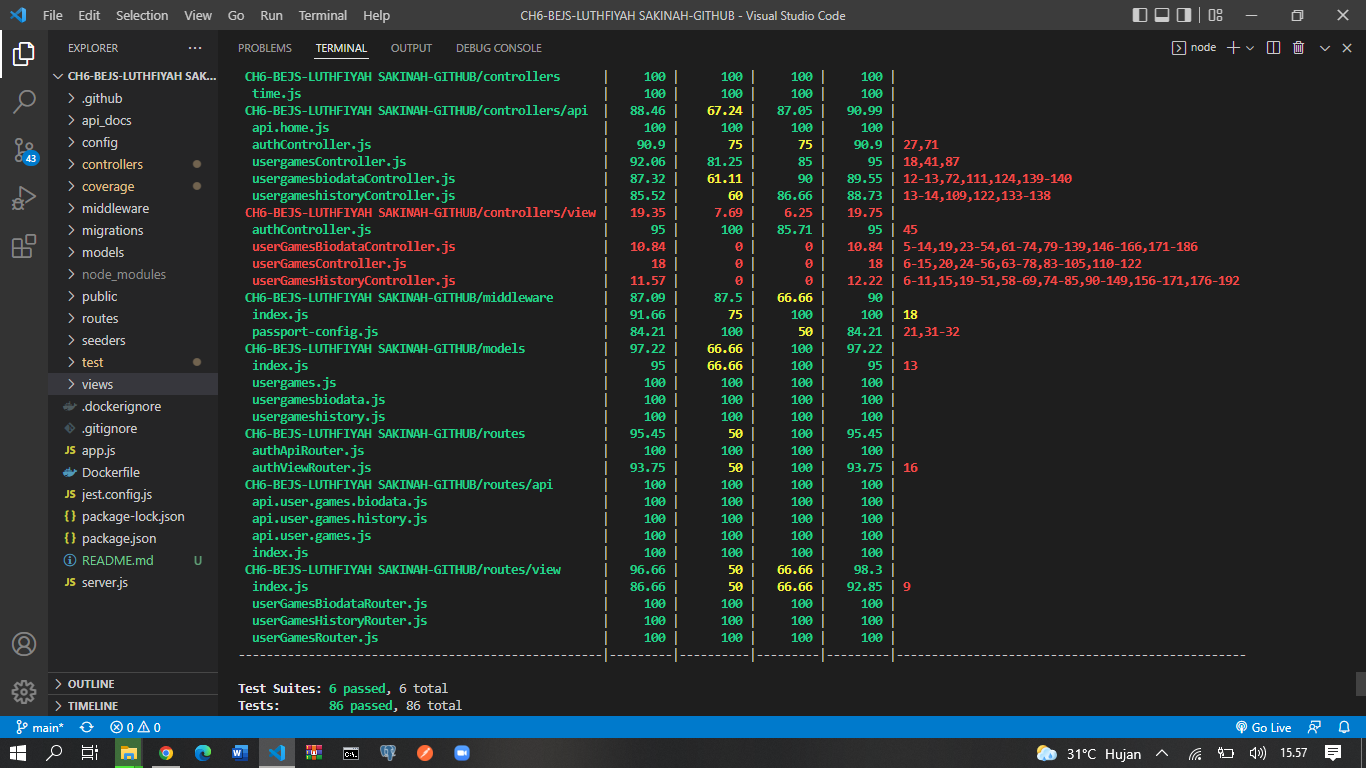 File Edit Selection View Go Run Terminal Help CH6-BEJS-LUTHFIYAH SAKINAH-GITHUB - Visual Studio Code
EXPLORER
CH6-BEJS-LUTHFIYAH SAK...
.github
api_docs
config
controllers
coverage
middleware
migrations
models
node_modules
public
routes
seeders
test
views
.dockerignore
.gitignore
JS app.js
Dockerfile
JS jest.config.js
{} package-lock.json
{} package.json
README.md U
JS server.js
OUTLINE
TIMELINE
43
PROBLEMS TERMINAL OUTPUT DEBUG CONSOLE node
CH6-BEJS-LUTHFIYAH SAKINAH-GITHUB/controllers | 100 | 100 | 100 | 100 |
time.js | 100 | 100 | 100 | 100 |
CH6-BEJS-LUTHFIYAH SAKINAH-GITHUB/controllers/api | 88.46 | 67.24 | 87.05 | 90.99 |
api.home.js | 100 | 100 | 100 | 100 |
authController.js | 90.9 | 75 | 75 | 90.9 | 27,71
usergamesController.js | 92.06 | 81.25 | 85 | 95 | 18,41,87
usergamesbiodataController.js | 87.32 | 61.11 | 90 | 89.55 | 12-13,72,111,124,139-140
usergameshistoryController.js | 85.52 | 60 | 86.66 | 88.73 | 13-14,109,122,133-138
CH6-BEJS-LUTHFIYAH SAKINAH-GITHUB/controllers/view | 19.35 | 7.69 | 6.25 | 19.75 |
authController.js | 95 | 100 | 85.71 | 95 | 45
userGamesBiodataController.js | 10.84 | 0 | 0 | 10.84 | 5-14,19,23-54,61-74,79-139,146-166,171-186
userGamesController.js | 18 | 0 | 0 | 18 | 6-15,20,24-56,63-78,83-105,110-122
userGamesHistoryController.js | 11.57 | 0 | 0 | 12.22 | 6-11,15,19-51,58-69,74-85,90-149,156-171,176-192
CH6-BEJS-LUTHFIYAH SAKINAH-GITHUB/middleware | 87.09 | 87.5 | 66.66 | 90 |
index.js | 91.66 | 75 | 100 | 100 | 18
passport-config.js | 84.21 | 100 | 50 | 84.21 | 21,31-32
CH6-BEJS-LUTHFIYAH SAKINAH-GITHUB/models | 97.22 | 66.66 | 100 | 97.22 |
index.js | 95 | 66.66 | 100 | 95 | 13
usergames.js | 100 | 100 | 100 | 100 |
usergamesbiodata.js | 100 | 100 | 100 | 100 |
usergameshistory.js | 100 | 100 | 100 | 100 |
CH6-BEJS-LUTHFIYAH SAKINAH-GITHUB/routes | 95.45 | 50 | 100 | 95.45 |
authApiRouter.js | 100 | 100 | 100 | 100 |
authViewRouter.js | 93.75 | 50 | 100 | 93.75 | 16
CH6-BEJS-LUTHFIYAH SAKINAH-GITHUB/routes/api | 100 | 100 | 100 | 100 |
api.user.games.biodata.js | 100 | 100 | 100 | 100 |
api.user.games.history.js | 100 | 100 | 100 | 100 |
api.user.games.js | 100 | 100 | 100 | 100 |
index.js | 100 | 100 | 100 | 100 |
CH6-BEJS-LUTHFIYAH SAKINAH-GITHUB/routes/view | 96.66 | 50 | 66.66 | 98.3 |
index.js | 86.66 | 50 | 66.66 | 92.85 | 9
userGamesBiodataRouter.js | 100 | 100 | 100 | 100 |
userGamesHistoryRouter.js | 100 | 100 | 100 | 100 |
userGamesRouter.js | 100 | 100 | 100 | 100 |
Test Suites: 6 passed, 6 total
Tests: 86 passed, 86 total
main* 0 0 Go Live
31°C Hujan 15.57